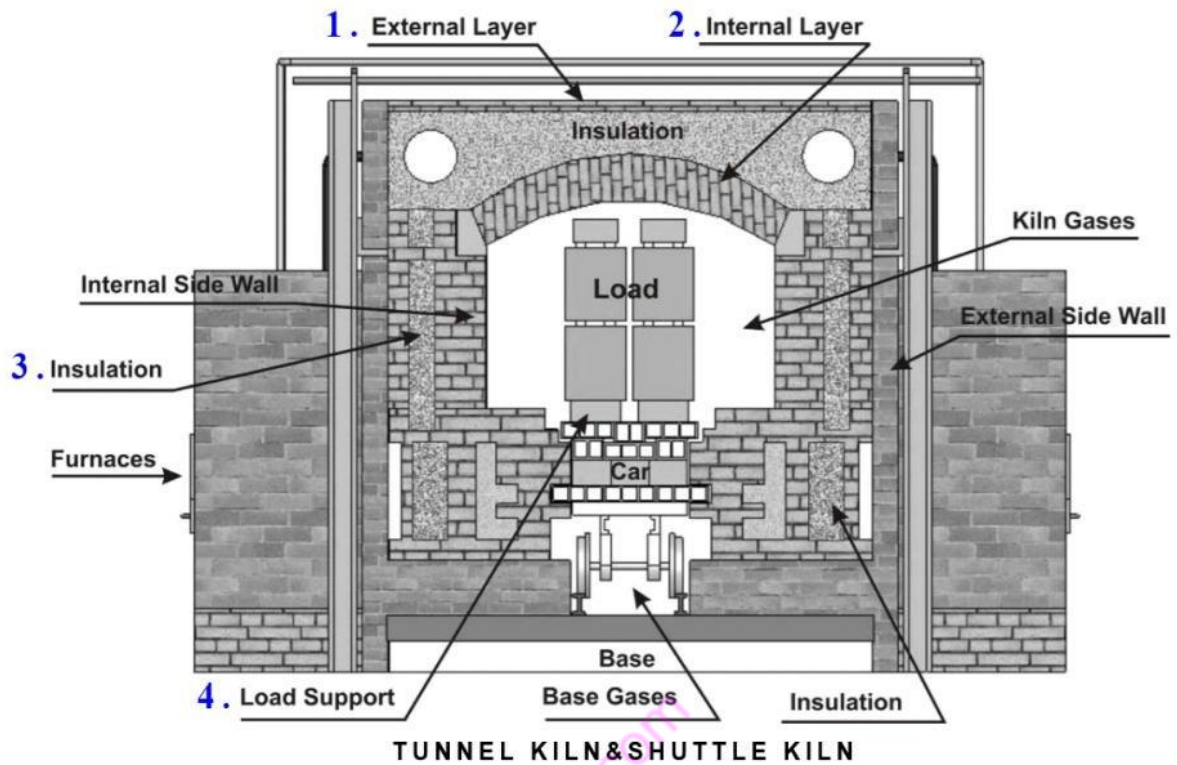 1. External Layer
2. Internal Layer
Insulation
Kiln Gases
Load
Internal Side Wall
External Side Wall
3. Insulation
Furnaces
Car
Base
4. Load Support
Base Gases
Insulation
TUNNEL KILN&SHUTTLE KILN